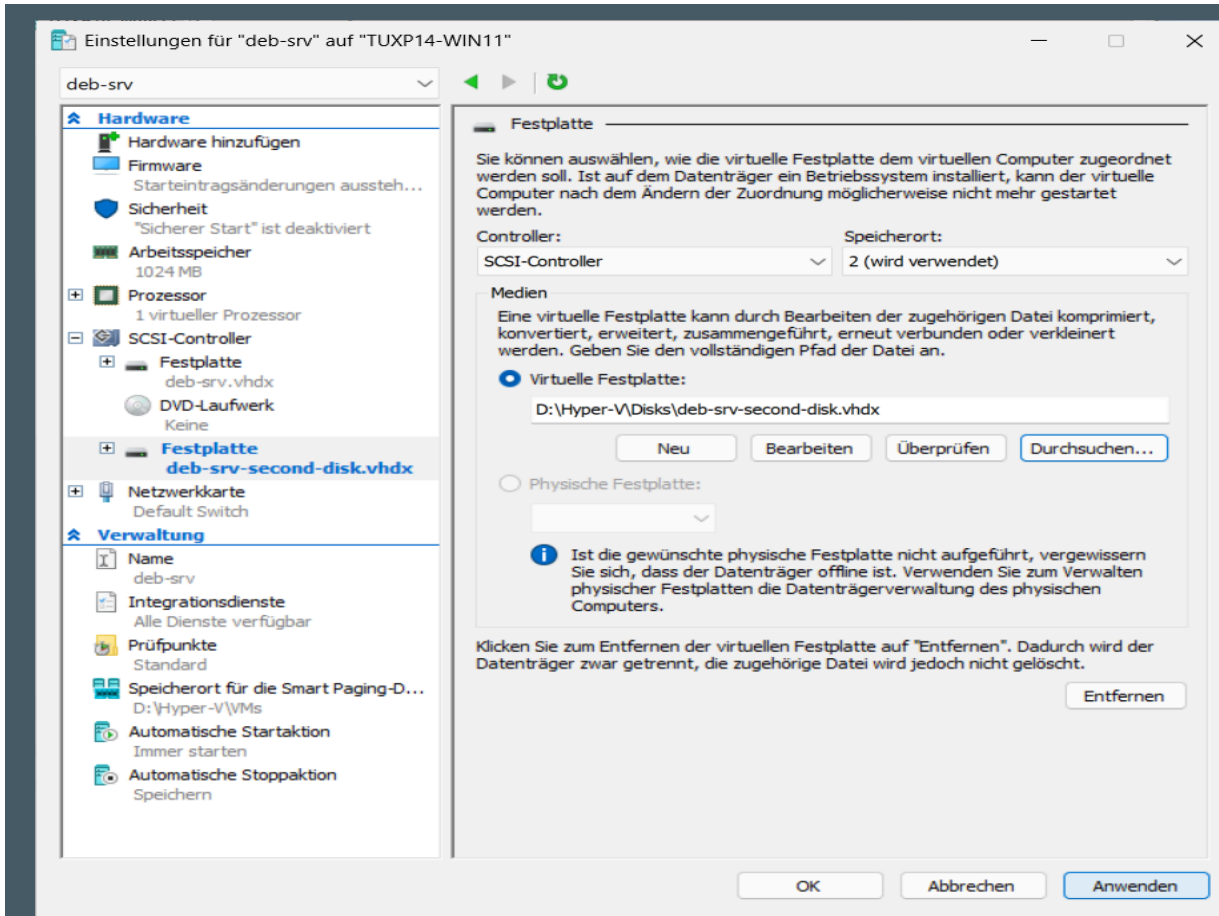 Einstellungen für "deb-srv" auf "TUXP14-WIN11"
deb-srv
Hardware
Hardware hinzufügen
Firmware
Starteintragsänderungen aussteh...
Sicherheit
"Sicherer Start" ist deaktiviert
Arbeitsspeicher
1024 MB
Prozessor
1 virtueller Prozessor
SCSI-Controller
Festplatte
deb-srv.vhdx
DVD-Laufwerk
Keine
Festplatte
deb-srv-second-disk.vhdx
Netzwerkkarte
Default Switch
Verwaltung
Name
deb-srv
Integrationsdienste
Alle Dienste verfügbar
Prüfpunkte
Standard
Speicherort für die Smart Paging-D...
D:\Hyper-V\VMs
Automatische Startaktion
Immer starten
Automatische Stoppaktion
Speichern
Festplatte
Sie können auswählen, wie die virtuelle Festplatte dem virtuellen Computer zugeordnet
werden soll. Ist auf dem Datenträger ein Betriebssystem installiert, kann der virtuelle
Computer nach dem Ändern der Zuordnung möglicherweise nicht mehr gestartet
werden.
Controller:
Speicherort:
SCSI-Controller
2 (wird verwendet)
Medien
Eine virtuelle Festplatte kann durch Bearbeiten der zugehörigen Datei komprimiert,
konvertiert, erweitert, zusammengeführt, erneut verbunden oder verkleinert
werden. Geben Sie den vollständigen Pfad der Datei an.
Virtuelle Festplatte:
D:\Hyper-V\Disks\deb-srv-second-disk.vhdx
Neu
Bearbeiten
Überprüfen
Durchsuchen...
Physische Festplatte:
Ist die gewünschte physische Festplatte nicht aufgeführt, vergewissern
Sie sich, dass der Datenträger offline ist. Verwenden Sie zum Verwalten
physischer Festplatten die Datenträgerverwaltung des physischen
Computers.
Klicken Sie zum Entfernen der virtuellen Festplatte auf "Entfernen". Dadurch wird der
Datenträger zwar getrennt, die zugehörige Datei wird jedoch nicht gelöscht.
Entfernen
OK
Abbrechen
Anwenden